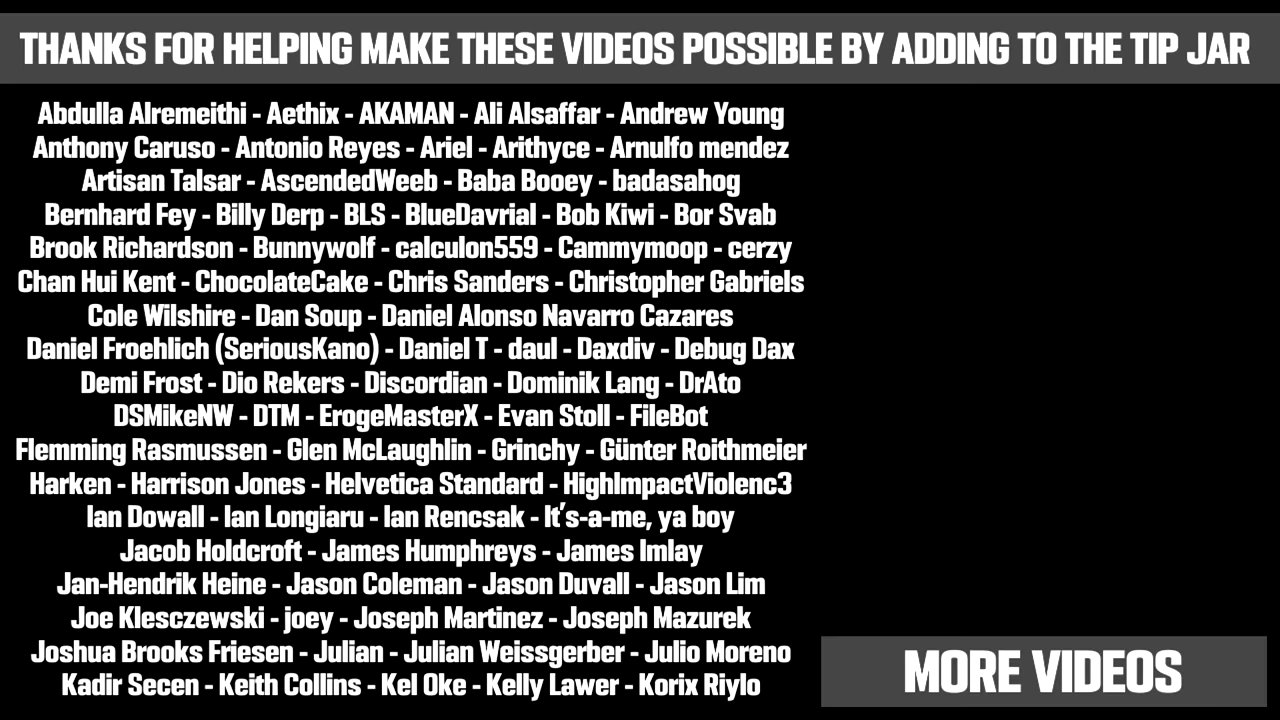 THANKS FOR HELPING MAKE THESE VIDEOS POSSIBLE BY ADDING TO THE TIP JAR
Abdulla Alremeithi - Aethix - AKAMAN - Ali Alsaffar - Andrew Young
Anthony Caruso - Antonio Reyes - Ariel - Arithyce - Arnulfo mendez
Artisan Talsar - AscendedWeeb - Baba Booey - badasahog
Bernhard Fey - Billy Derp - BLS - BlueDavrial - Bob Kiwi - Bor Svab
Brook Richardson - Bunnywolf - calculon559 - Cammymoop - cerzy
Chan Hui Kent - ChocolateCake - Chris Sanders - Christopher Gabriels
Cole Wilshire - Dan Soup - Daniel Alonso Navarro Cazares
Daniel Froehlich (SeriousKano) - Daniel T - daul - Daxdiv - Debug Dax
Demi Frost - Dio Rekers - Discordian - Dominik Lang - DrAto
DSMikeNW - DTM - ErogeMasterX - Evan Stoll - FileBot
Flemming Rasmussen - Glen McLaughlin - Grinchy - Günter Roithmeier
Harken - Harrison Jones - Helvetica Standard - HighImpactViolenc3
Ian Dowall - Ian Longiaru - Ian Rencsak - It's-a-me, ya boy
Jacob Holdcroft - James Humphreys - James Imlay
Jan-Hendrik Heine - Jason Coleman - Jason Duvall - Jason Lim
Joe Klesczewski - joey - Joseph Martinez - Joseph Mazurek
Joshua Brooks Friesen - Julian - Julian Weissgerber - Julio Moreno
Kadir Secen - Keith Collins - Kel Oke - Kelly Lawer - Korix Riylo
MORE VIDEOS